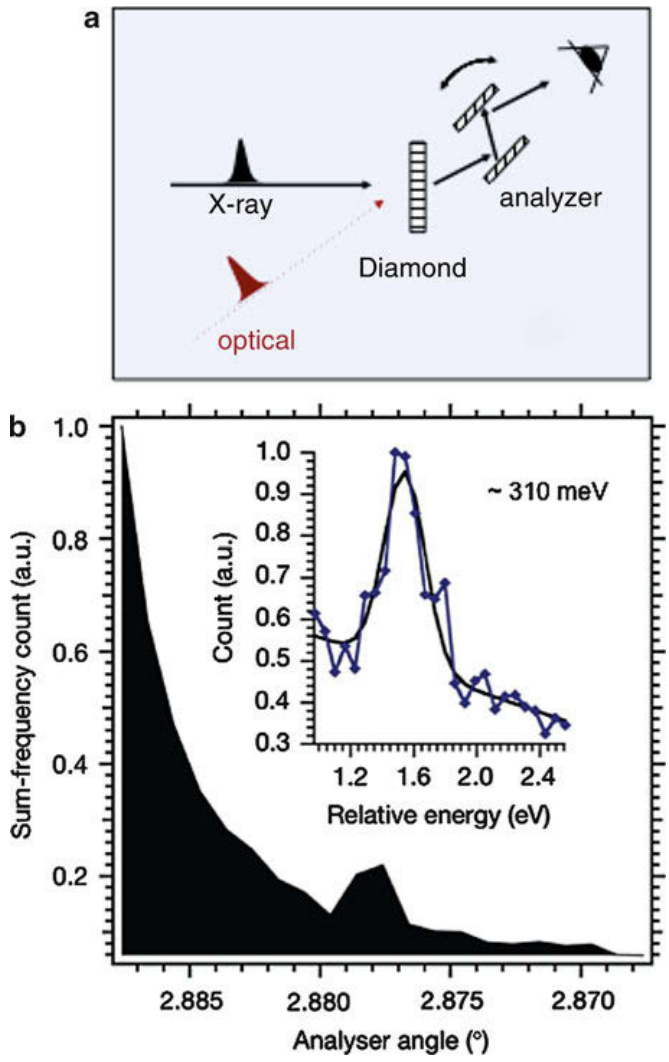 a
X-ray
analyzer
Diamond
optical
b
1.0
0.8
0.6
0.4
0.2
Sum-frequency count (a.u.)
2.885
2.880
2.875
2.870
Analyser angle (°)
1.0
0.9
0.8
0.7
0.6
0.5
0.4
0.3
Count (a.u.)
~ 310 meV
1.2
1.6
2.0
2.4
Relative energy (eV)